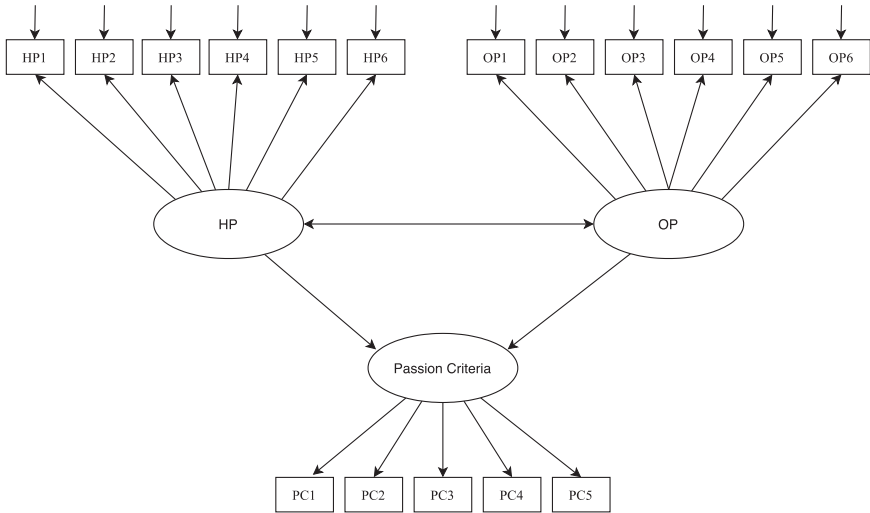 HP1 HP2 HP3 HP4 HP5 HP6 OP1 OP2 OP3 OP4 OP5 OP6
HP OP
Passion Criteria
PC1 PC2 PC3 PC4 PC5